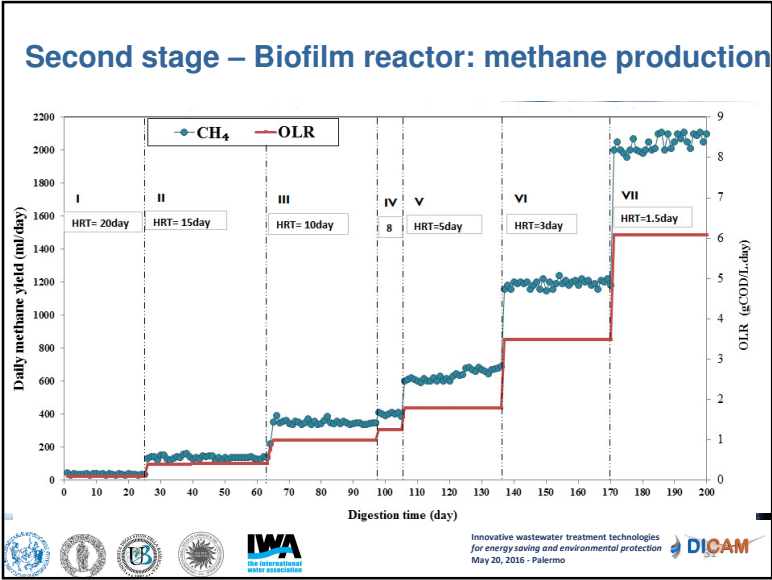 Second stage – Biofilm reactor: methane production
CH₄ OLR
I II III IV V VI VII
HRT= 20day HRT= 15day HRT= 10day 8 HRT=5day HRT=3day HRT=1.5day
Daily methane yield (ml/day)
2200
2000
1800
1600
1400
1200
1000
800
600
400
200
0
9
8
7
6
5
4
3
2
1
0
OLR (gCOD/L.day)
0 10 20 30 40 50 60 70 80 90 100 110 120 130 140 150 160 170 180 190 200
Digestion time (day)
UB
IWA
the international
water association
Innovative wastewater treatment technologies
for energy saving and environmental protection
May 20, 2016 - Palermo
DICAM